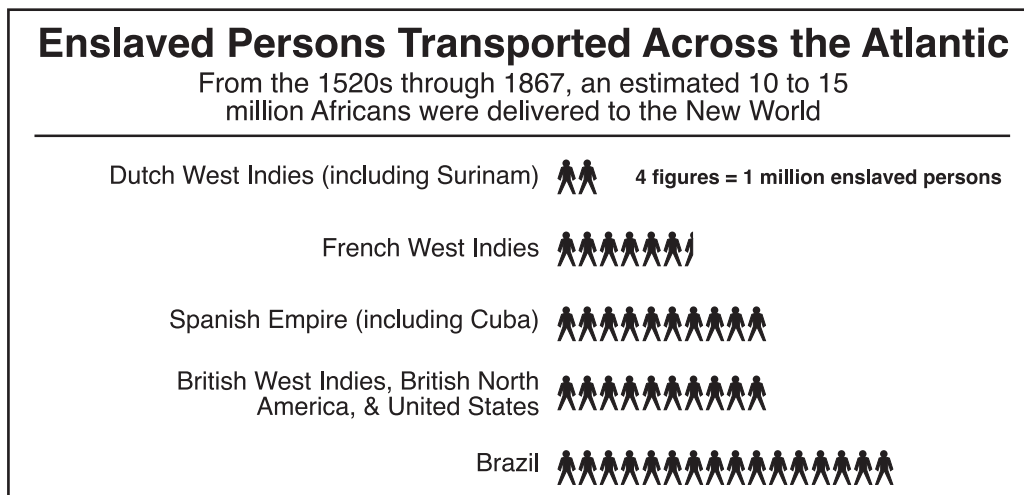 Enslaved Persons Transported Across the Atlantic
From the 1520s through 1867, an estimated 10 to 15
million Africans were delivered to the New World
Dutch West Indies (including Surinam)
4 figures = 1 million enslaved persons
French West Indies
Spanish Empire (including Cuba)
British West Indies, British North
America, & United States
Brazil